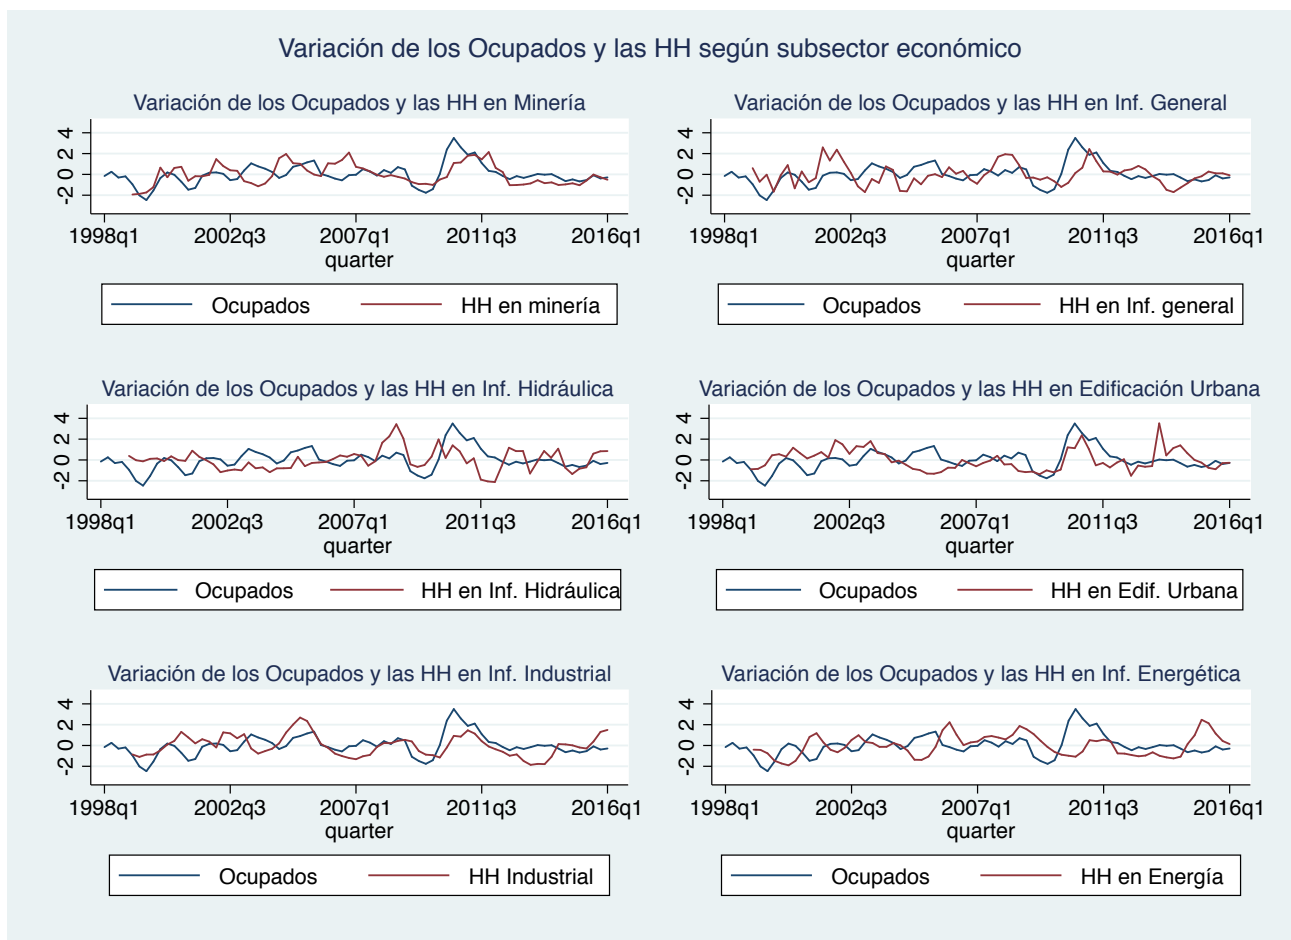 Variación de los Ocupados y las HH según subsector económico
Variación de los Ocupados y las HH en Minería
4
2
0
-2
1998q1 2002q3 2007q1 2011q3 2016q1
quarter
Ocupados HH en minería
Variación de los Ocupados y las HH en Inf. General
4
2
0
-2
1998q1 2002q3 2007q1 2011q3 2016q1
quarter
Ocupados HH en Inf. general
Variación de los Ocupados y las HH en Inf. Hidráulica
4
2
0
-2
1998q1 2002q3 2007q1 2011q3 2016q1
quarter
Ocupados HH en Inf. Hidráulica
Variación de los Ocupados y las HH en Edificación Urbana
4
2
0
-2
1998q1 2002q3 2007q1 2011q3 2016q1
quarter
Ocupados HH en Edif. Urbana
Variación de los Ocupados y las HH en Inf. Industrial
4
2
0
-2
1998q1 2002q3 2007q1 2011q3 2016q1
quarter
Ocupados HH Industrial
Variación de los Ocupados y las HH en Inf. Energética
4
2
0
-2
1998q1 2002q3 2007q1 2011q3 2016q1
quarter
Ocupados HH en Energía